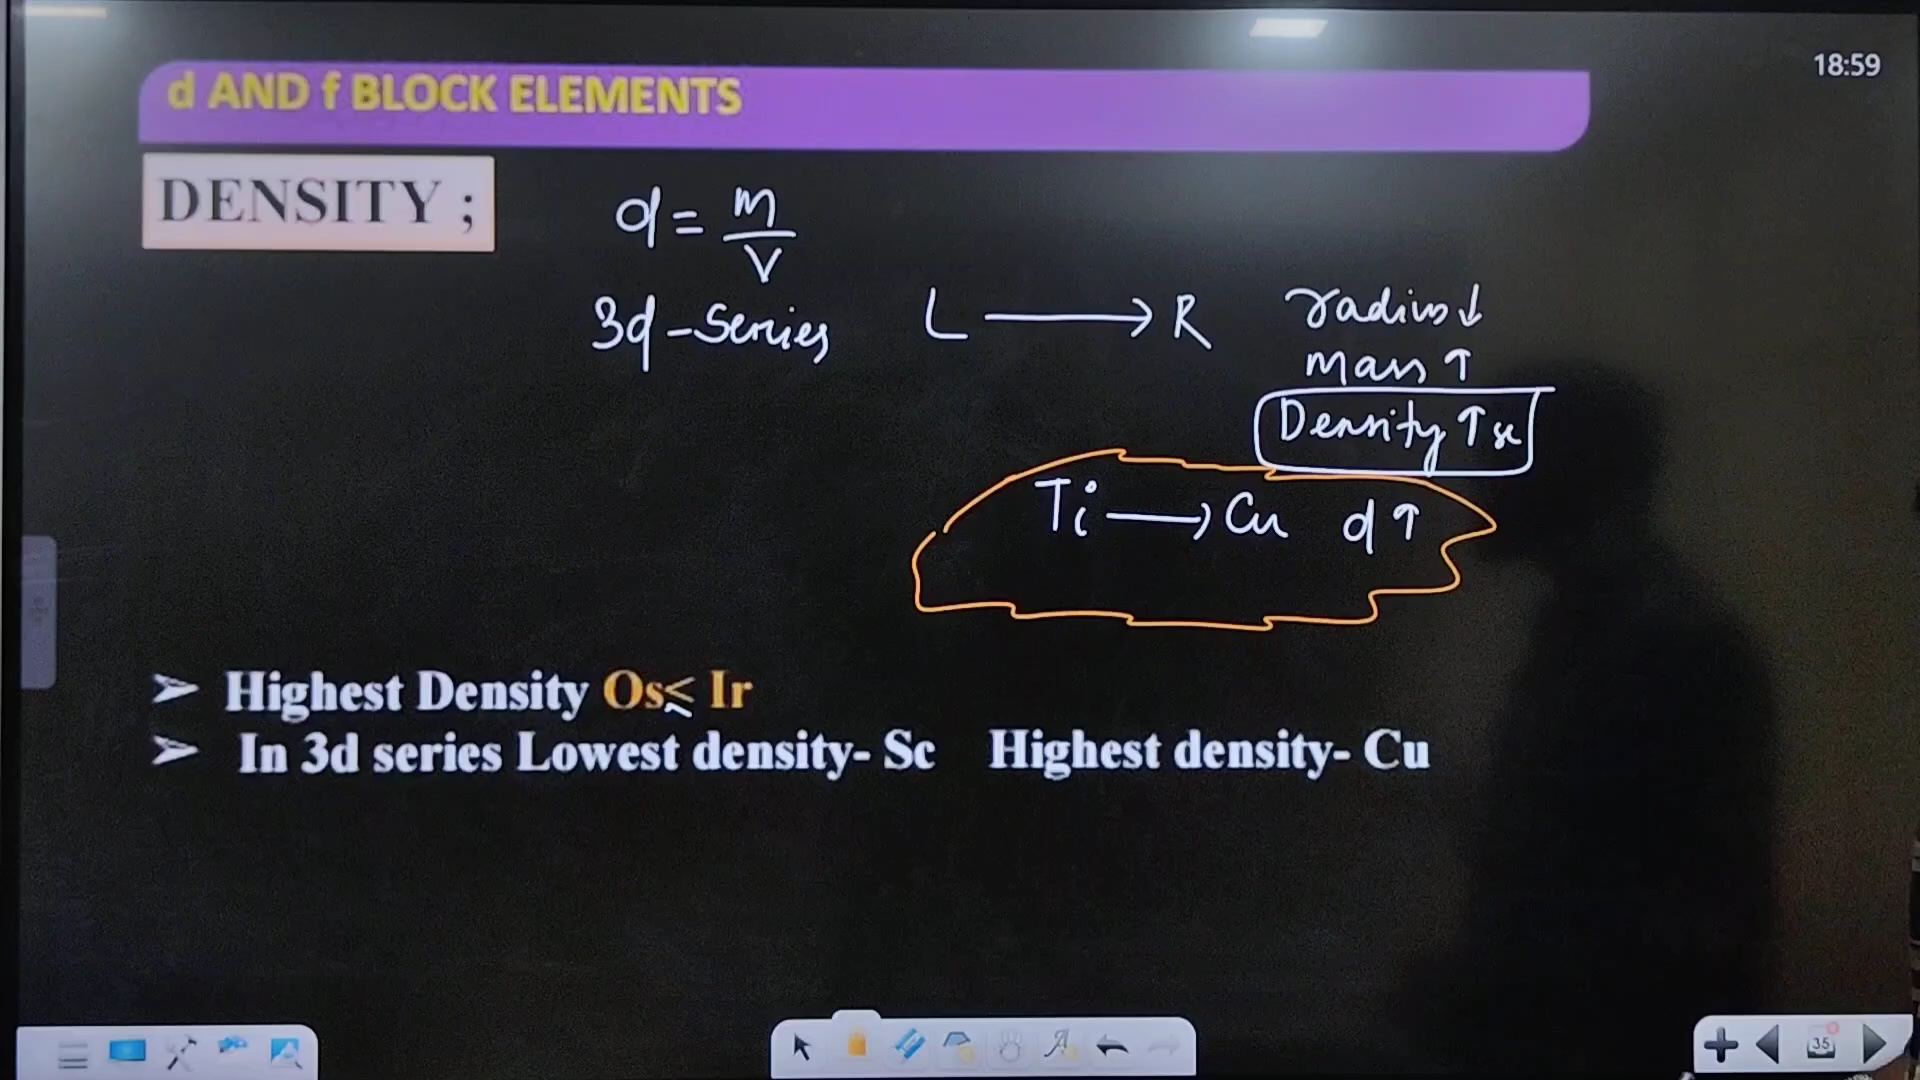 18:59
d AND f BLOCK ELEMENTS
DENSITY ;
d = m/V
3d-Series L → R radius↓
mass ↑
Density ↑se
Ti → Cu d↑
➤ Highest Density Os< Ir
➤ In 3d series Lowest density- Sc Highest density- Cu
35